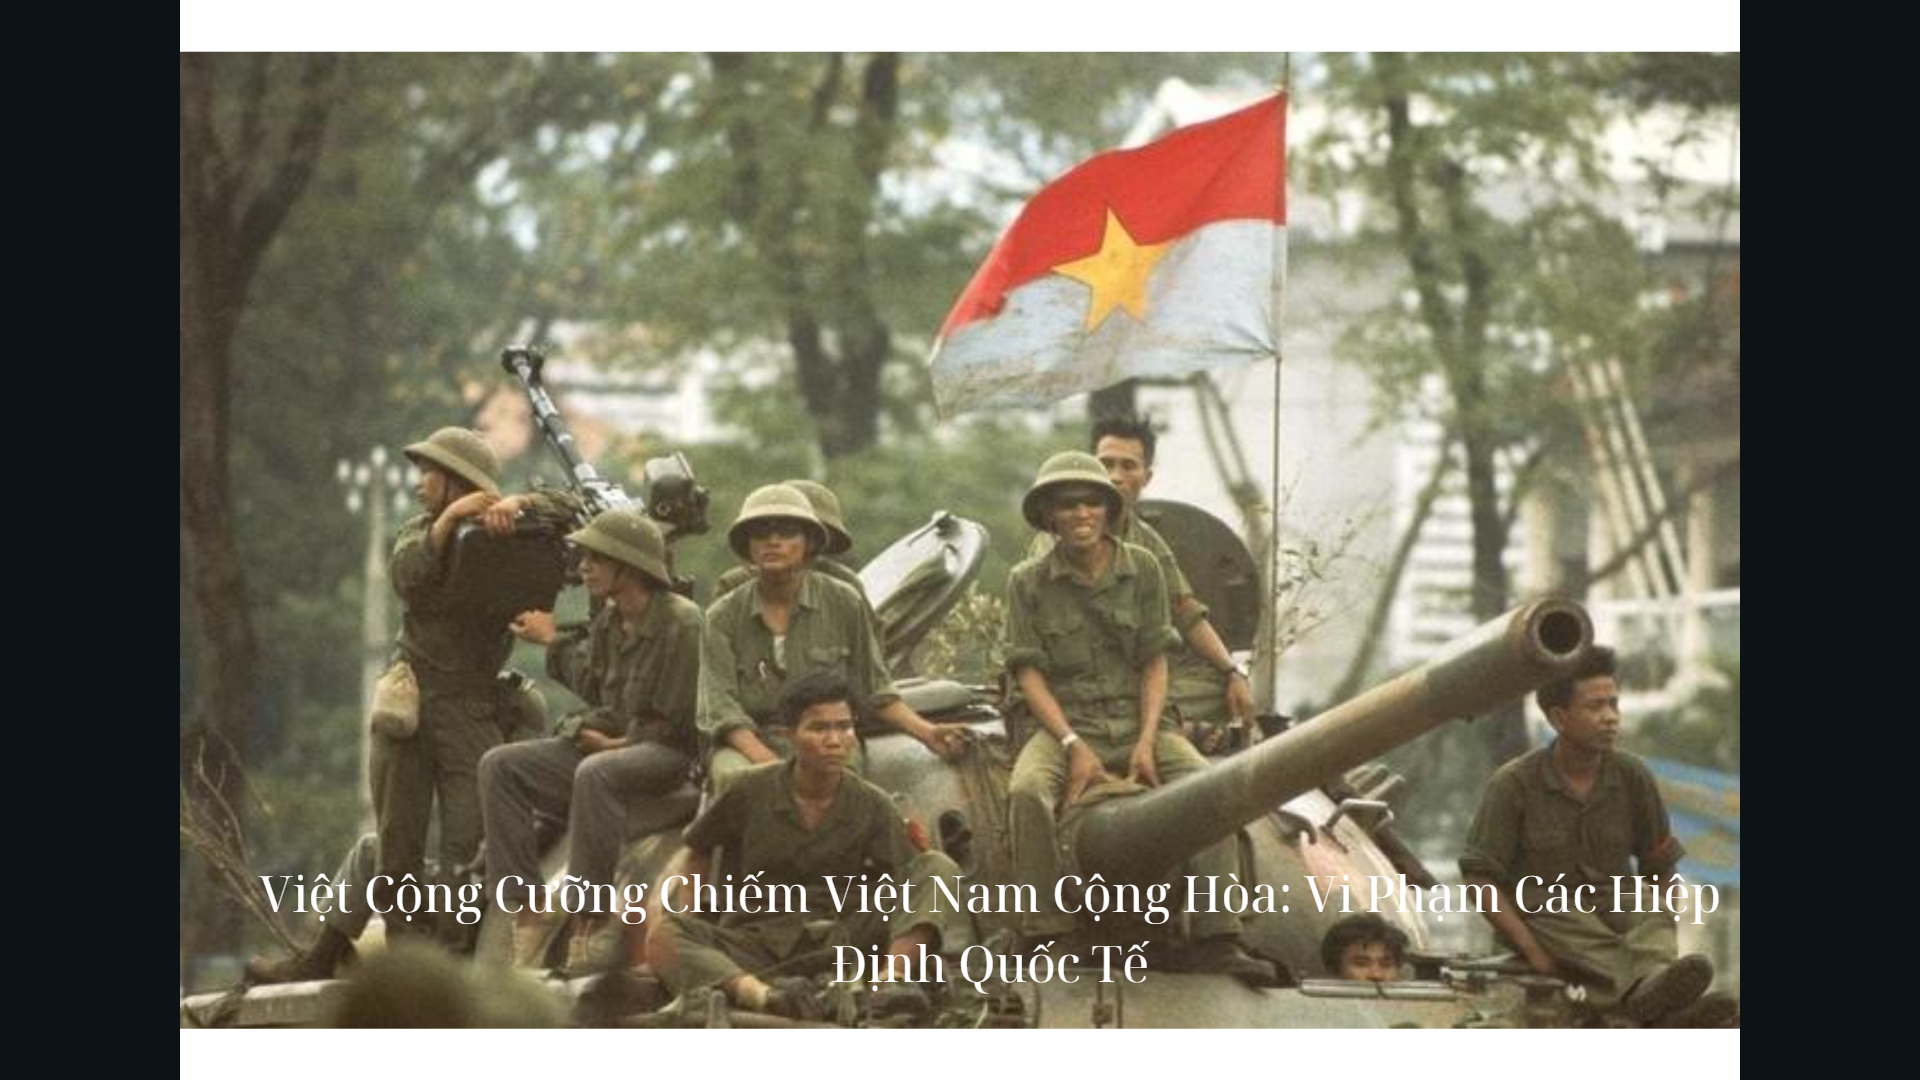 Việt Cộng Cưỡng Chiếm Việt Nam Cộng Hòa: Vi Phạm Các Hiệp
Định Quốc Tế